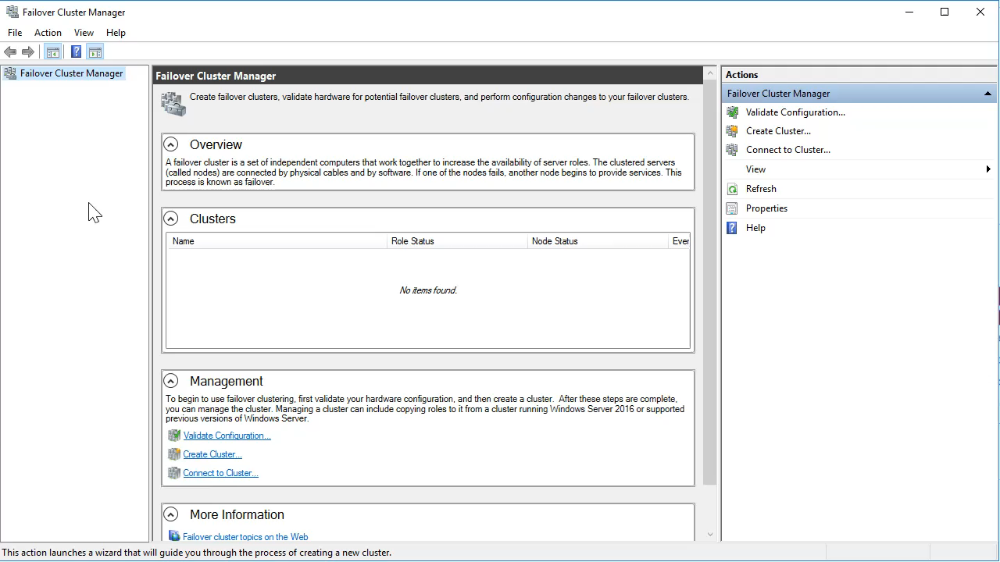 Failover Cluster Manager
File Action View Help
Failover Cluster Manager
Failover Cluster Manager
Create failover clusters, validate hardware for potential failover clusters, and perform configuration changes to your failover clusters.
Overview
A failover cluster is a set of independent computers that work together to increase the availability of server roles. The clustered servers
(called nodes) are connected by physical cables and by software. If one of the nodes fails, another node begins to provide services. This
process is known as failover.
Clusters
Name Role Status Node Status Ever
No items found.
Management
To begin to use failover clustering, first validate your hardware configuration, and then create a cluster. After these steps are complete,
you can manage the cluster. Managing a cluster can include copying roles to it from a cluster running Windows Server 2016 or supported
previous versions of Windows Server.
Validate Configuration...
Create Cluster...
Connect to Cluster...
More Information
Failover cluster topics on the Web
Actions
Failover Cluster Manager
Validate Configuration...
Create Cluster...
Connect to Cluster...
View
Refresh
Properties
Help
This action launches a wizard that will guide you through the process of creating a new cluster.